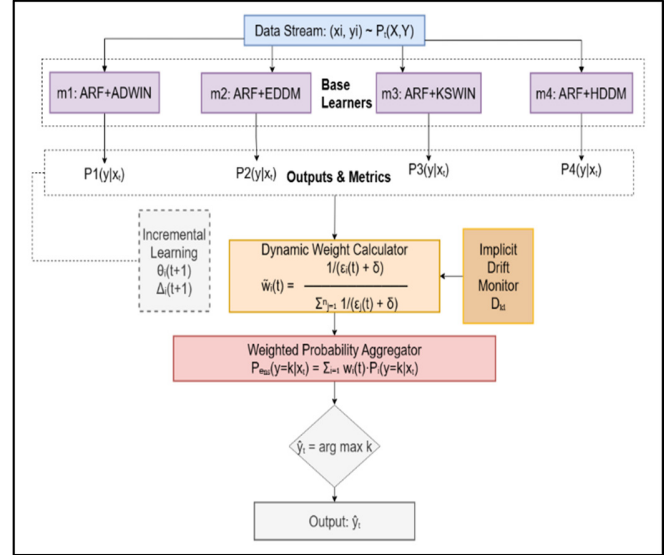 Data Stream: (xi, yi) ~ Pₜ(X,Y)
m1: ARF+ADWIN
m2: ARF+EDDM
Base
Learners
m3: ARF+KSWIN
m4: ARF+HDDM
P1(y|xₜ)
P2(y|xₜ)
Outputs & Metrics
P3(y|xₜ)
P4(y|xₜ)
Incremental
Learning
θᵢ(t+1)
Δᵢ(t+1)
Dynamic Weight Calculator
1/(εᵢ(t) + δ)
w̃ᵢ(t) =
Σⁿⱼ₌₁ 1/(εⱼ(t) + δ)
Implicit
Drift
Monitor
Weighted Probability Aggregator
Pₑₙₛ(y=k|xₜ) = Σᵢ₌₁ wᵢ(t)·Pᵢ(y=k|xₜ)
ŷₜ = arg max k
Output: ŷₜ